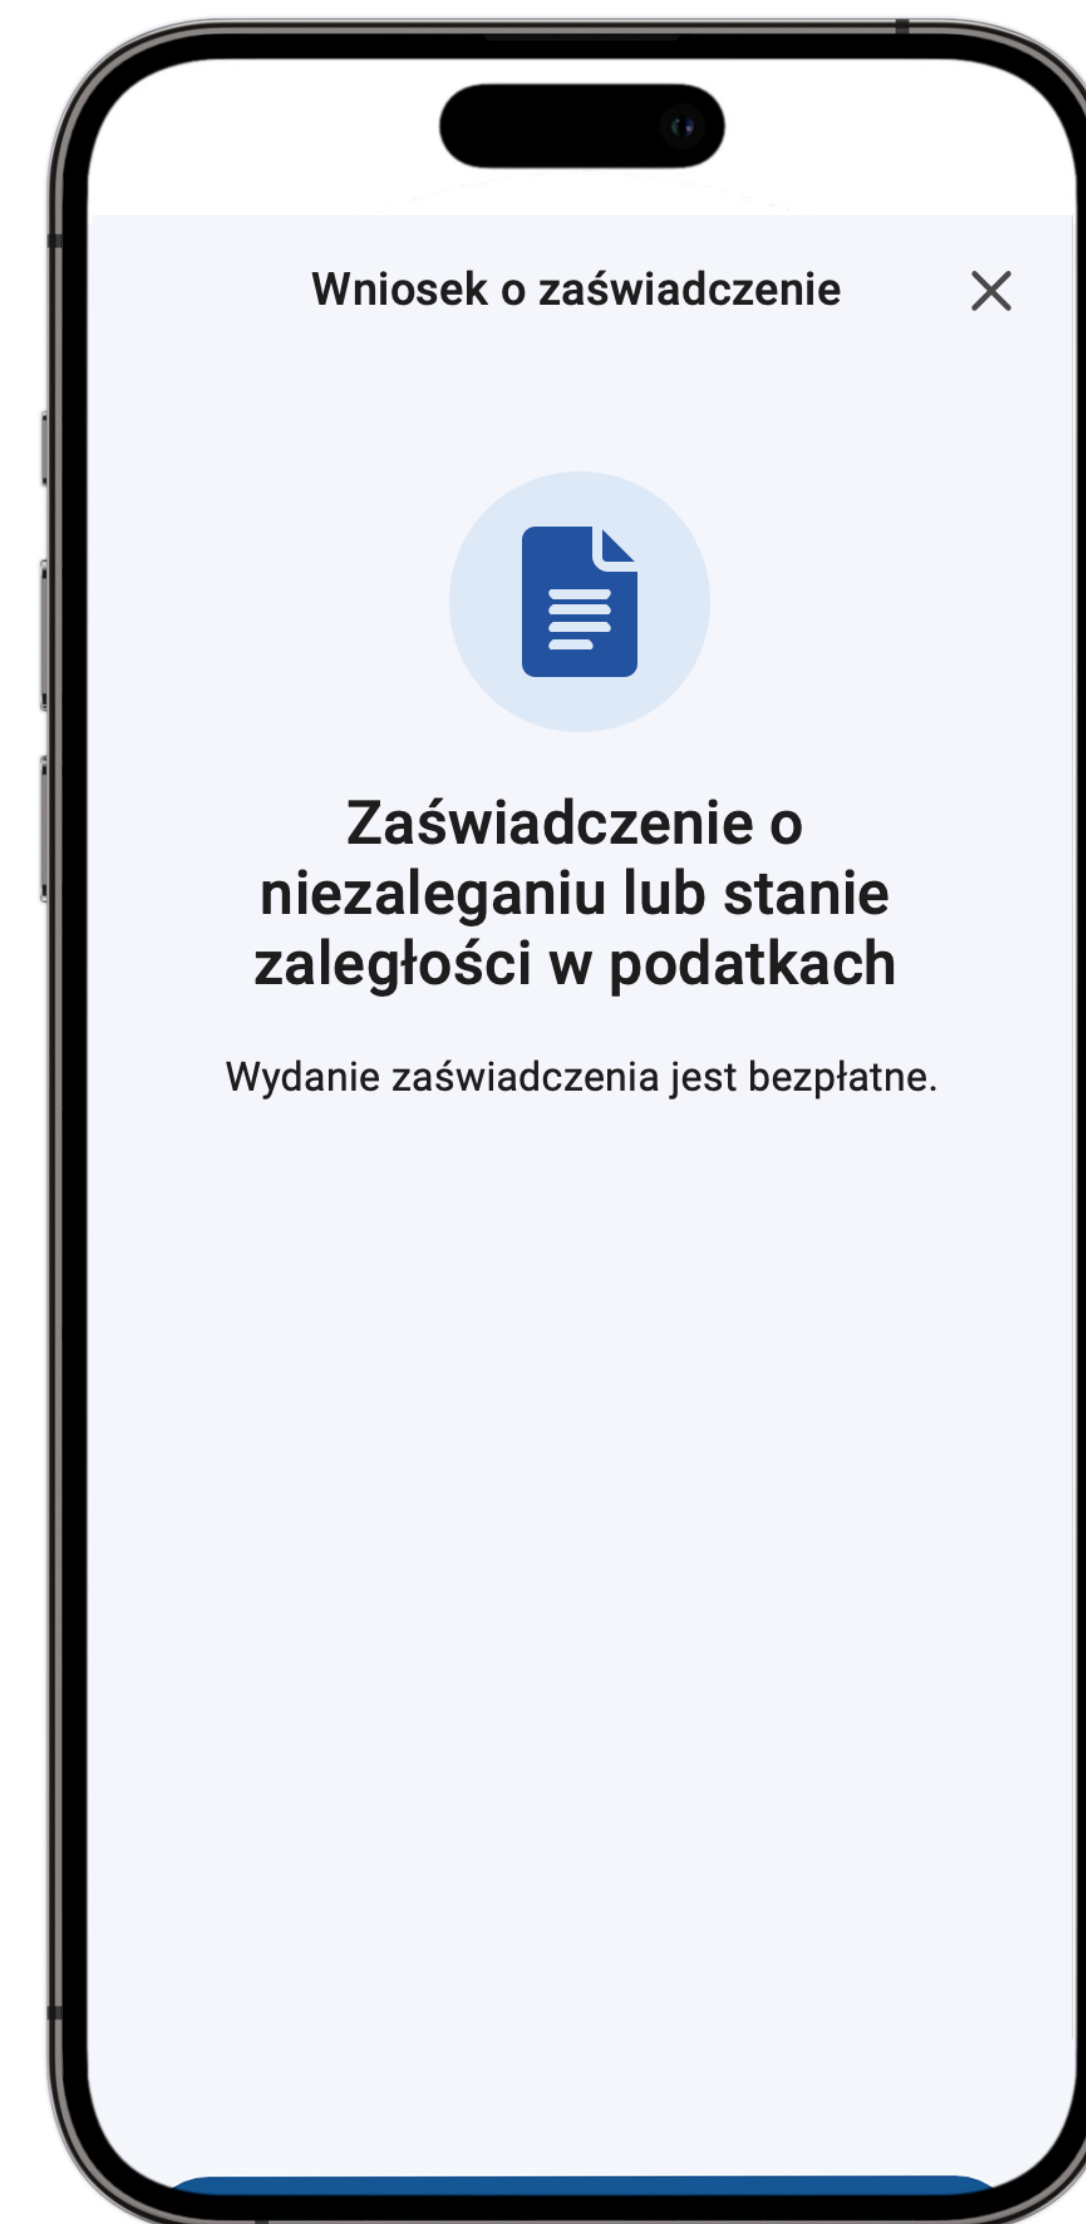 Wniosek o zaświadczenie
Zaświadczenie o
niezaleganiu lub stanie
zaległości w podatkach
Wydanie zaświadczenia jest bezpłatne.